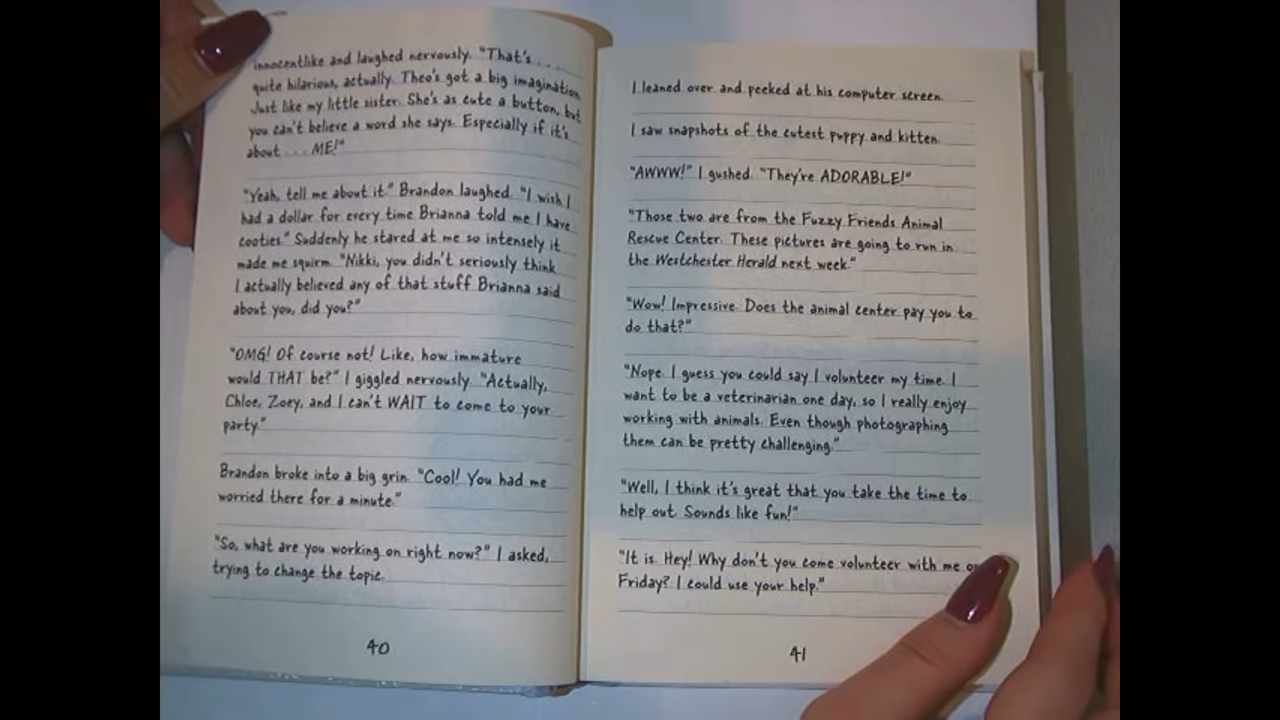 innocentlike and laughed nervously. "That's . . .
quite hilarious, actually. Theo's got a big imagination.
Just like my little sister. She's as cute a button, but
you can't believe a word she says. Especially if it's
about . . . ME!"
"Yeah, tell me about it." Brandon laughed. "I wish I
had a dollar for every time Brianna told me I have
cooties." Suddenly he stared at me so intensely it
made me squirm. "Nikki, you didn't seriously think
I actually believed any of that stuff Brianna said
about you, did you?"
"OMG! Of course not! Like, how immature
would THAT be?" I giggled nervously. "Actually,
Chloe, Zoey, and I can't WAIT to come to your
party."
Brandon broke into a big grin. "Cool! You had me
worried there for a minute."
"So, what are you working on right now?" I asked,
trying to change the topic.
40
I leaned over and peeked at his computer screen.
I saw snapshots of the cutest puppy and kitten.
"AWWW!" I gushed. "They're ADORABLE!"
"Those two are from the Fuzzy Friends Animal
Rescue Center. These pictures are going to run in
the Westchester Herald next week."
"Wow! Impressive. Does the animal center pay you to
do that?"
"Nope. I guess you could say I volunteer my time. I
want to be a veterinarian one day, so I really enjoy
working with animals. Even though photographing
them can be pretty challenging."
"Well, I think it's great that you take the time to
help out. Sounds like fun!"
"It is. Hey! Why don't you come volunteer with me on
Friday? I could use your help."
41